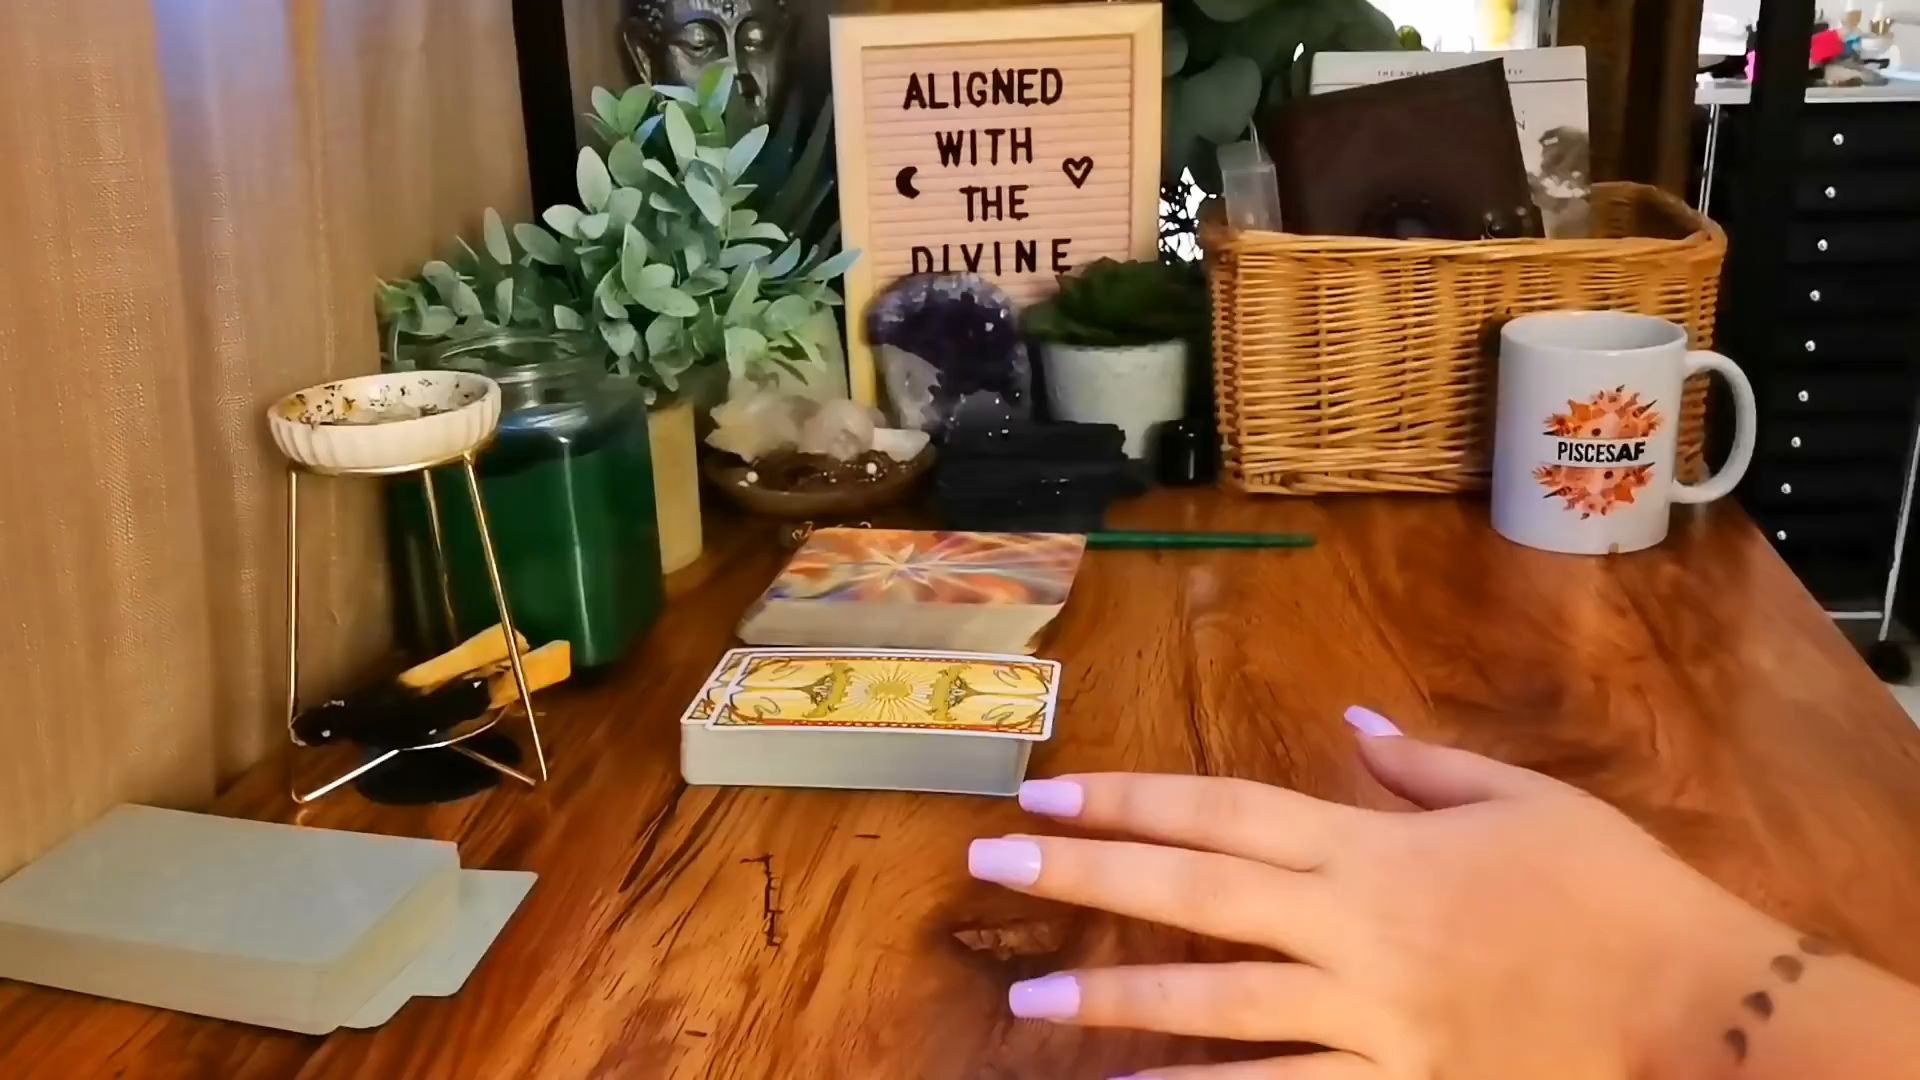 ALIGNED
WITH
THE
DIVINE
PISCESAF